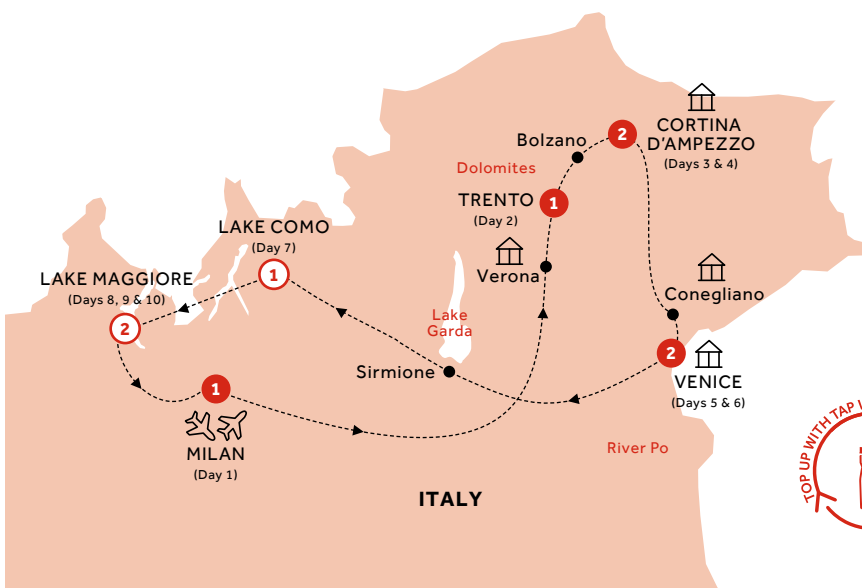 CORTINA
D'AMPEZZO
(Days 3 & 4)
2
Bolzano
Dolomites
TRENTO
(Day 2)
1
LAKE COMO
(Day 7)
1
Verona
LAKE MAGGIORE
(Days 8, 9 & 10)
2
Conegliano
Lake
Garda
Sirmione
2
VENICE
(Days 5 & 6)
1
MILAN
(Day 1)
River Po
ITALY
TOP UP WITH TAP